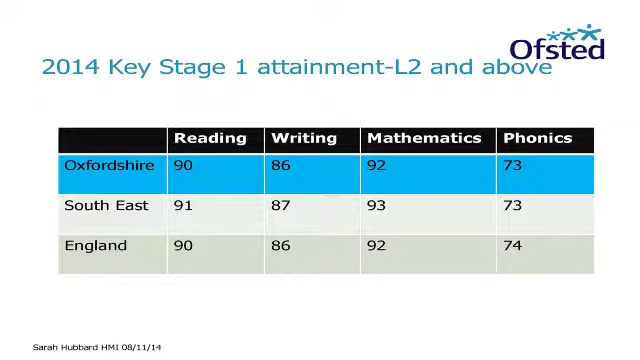 Ofsted
2014 Key Stage 1 attainment-L2 and above
Reading Writing Mathematics Phonics
Oxfordshire 90 86 92 73
South East 91 87 93 73
England 90 86 92 74
Sarah Hubbard HMI 08/11/14